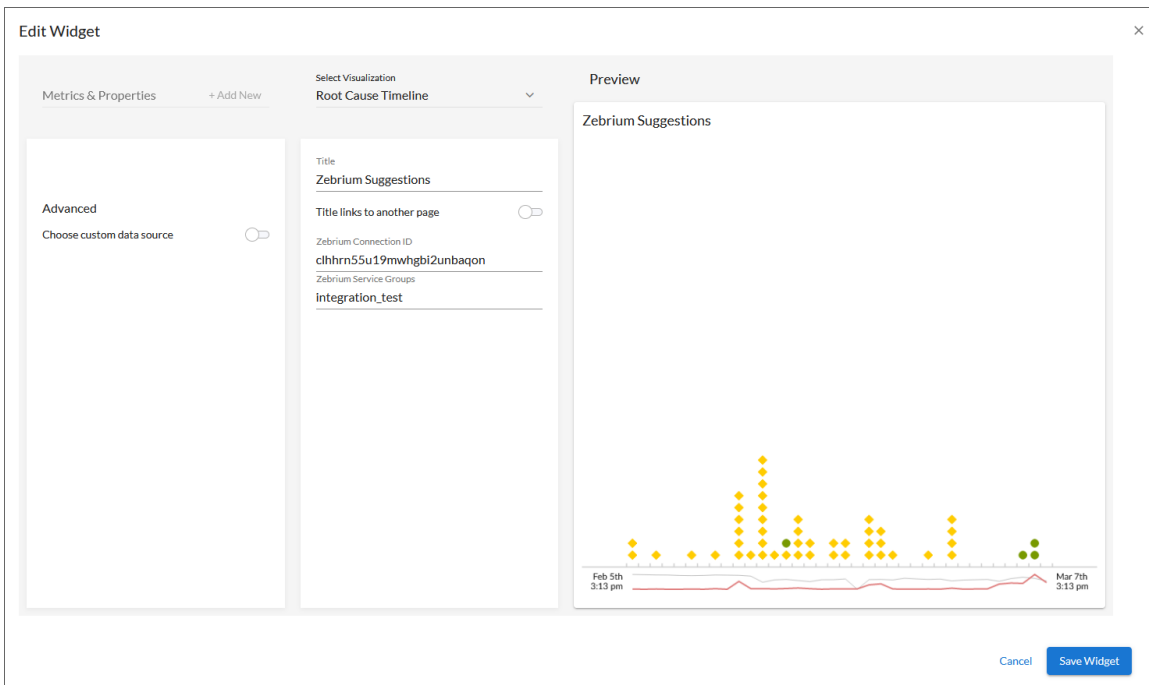 Edit Widget
Metrics & Properties
+ Add New
Select Visualization
Root Cause Timeline
Preview
Advanced
Choose custom data source
Title
Zebrium Suggestions
Title links to another page
Zebrium Connection ID
clhhrn55u19mwhgbi2unbaqon
Zebrium Service Groups
integration_test
Zebrium Suggestions
Feb 5th
3:13 pm
Mar 7th
3:13 pm
Cancel
Save Widget